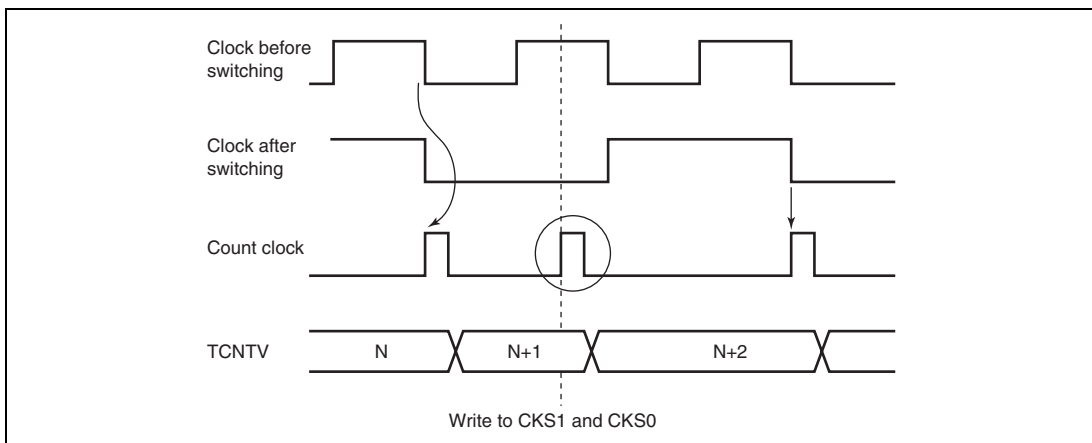 Clock before
switching
Clock after
switching
Count clock
TCNTV
N
N+1
N+2
Write to CKS1 and CKS0